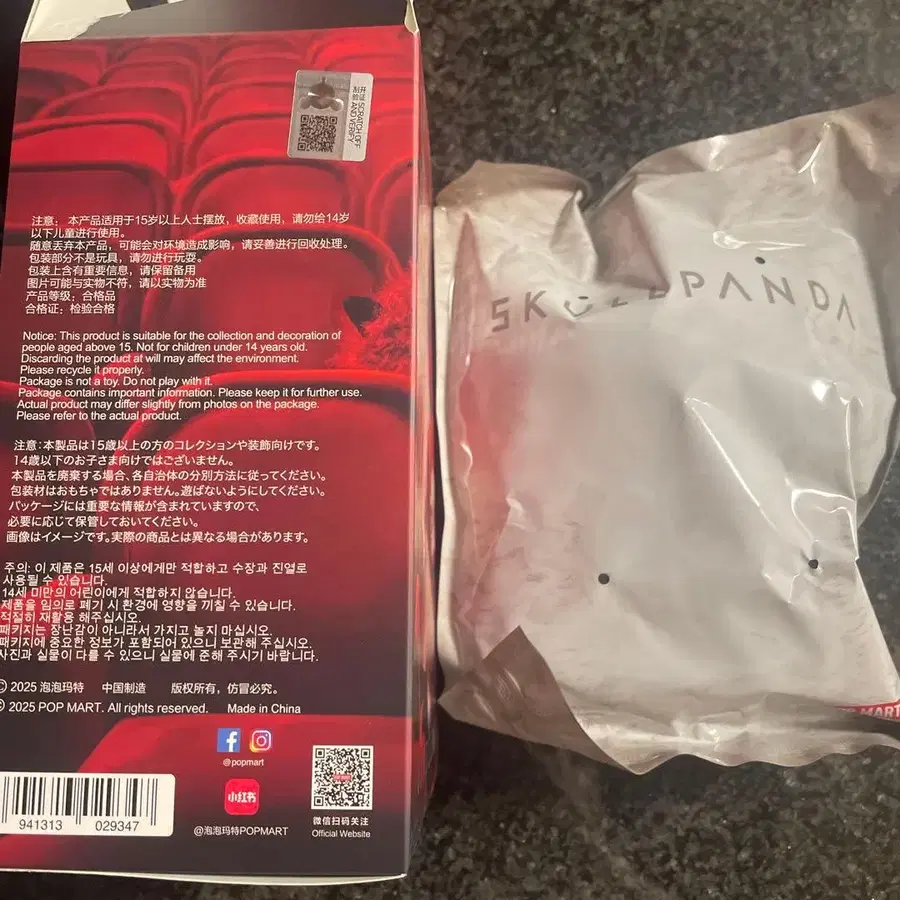 刮开验证 SCRATCH OFF AND VERIFY
注意： 本产品适用于15岁以上人士摆放，收藏使用，请勿给14岁
以下儿童进行使用。
随意丢弃本产品，可能会对环境造成影响，请妥善进行回收处理。
包装部分不是玩具，请勿进行玩耍。
包装上含有重要信息，请保留备用
图片可能与实物不符，请以实物为准
产品等级：合格品
合格证：检验合格
Notice: This product is suitable for the collection and decoration of
people aged above 15. Not for children under 14 years old.
Discarding the product at will may affect the environment.
Please recycle it properly.
Package is not a toy. Do not play with it.
Package contains important information. Please keep it for further use.
Actual product may differ slightly from photos on the package.
Please refer to the actual product.
注意：本製品は15歳以上の方のコレクションや装飾向けです。
14歳以下のお子さま向けではございません。
本製品を廃棄する場合、各自治体の分別方法に従ってください。
包装材はおもちゃではありません。遊ばないようにしてください。
パッケージには重要な情報が含まれていますので、
必要に応じて保管しておいてください。
画像はイメージです。実際の商品とは異なる場合があります。
주의: 이 제품은 15세 이상에게만 적합하고 수장과 진열로
사용될 수 있습니다.
14세 미만의 어린이에게 적합하지 않습니다.
제품을 임의로 폐기 시 환경에 영향을 끼칠 수 있습니다.
적절히 재활용 해주십시오.
패키지는 장난감이 아니라서 가지고 놀지 마십시오.
패키지에 중요한 정보가 포함되어 있으니 보관해 주십시오.
사진과 실물이 다를 수 있으니 실물에 준해 주시기 바랍니다.
© 2025 泡泡玛特 中国制造 版权所有，仿冒必究。
© 2025 POP MART. All rights reserved. Made in China
@popmart
小红书
@泡泡玛特POPMART
微信扫码关注
Official Website
941313 029347
SKULLPANDA
MART